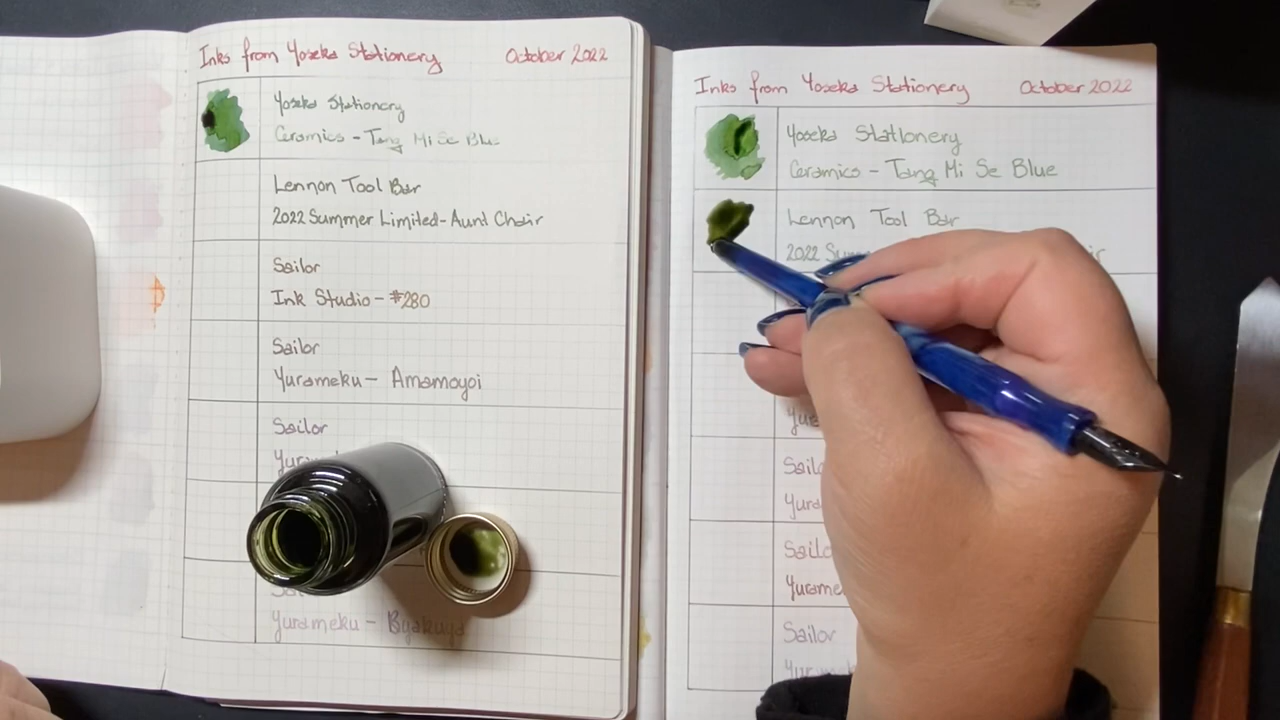 Inks from Yoseka Stationery October 2022
Yoseka Stationery
Ceramics - Tang Mi Se Blue
Lennon Tool Bar
2022 Summer Limited - Aunt Chair
Sailor
Ink Studio - #280
Sailor
Yurameku - Amamoyoi
Sailor
Yurameku - Byakuya
Inks from Yoseka Stationery October 2022
Yoseka Stationery
Ceramics - Tang Mi Se Blue
Lennon Tool Bar
2022
Sailor
Sailor
Yurameku
Sailor